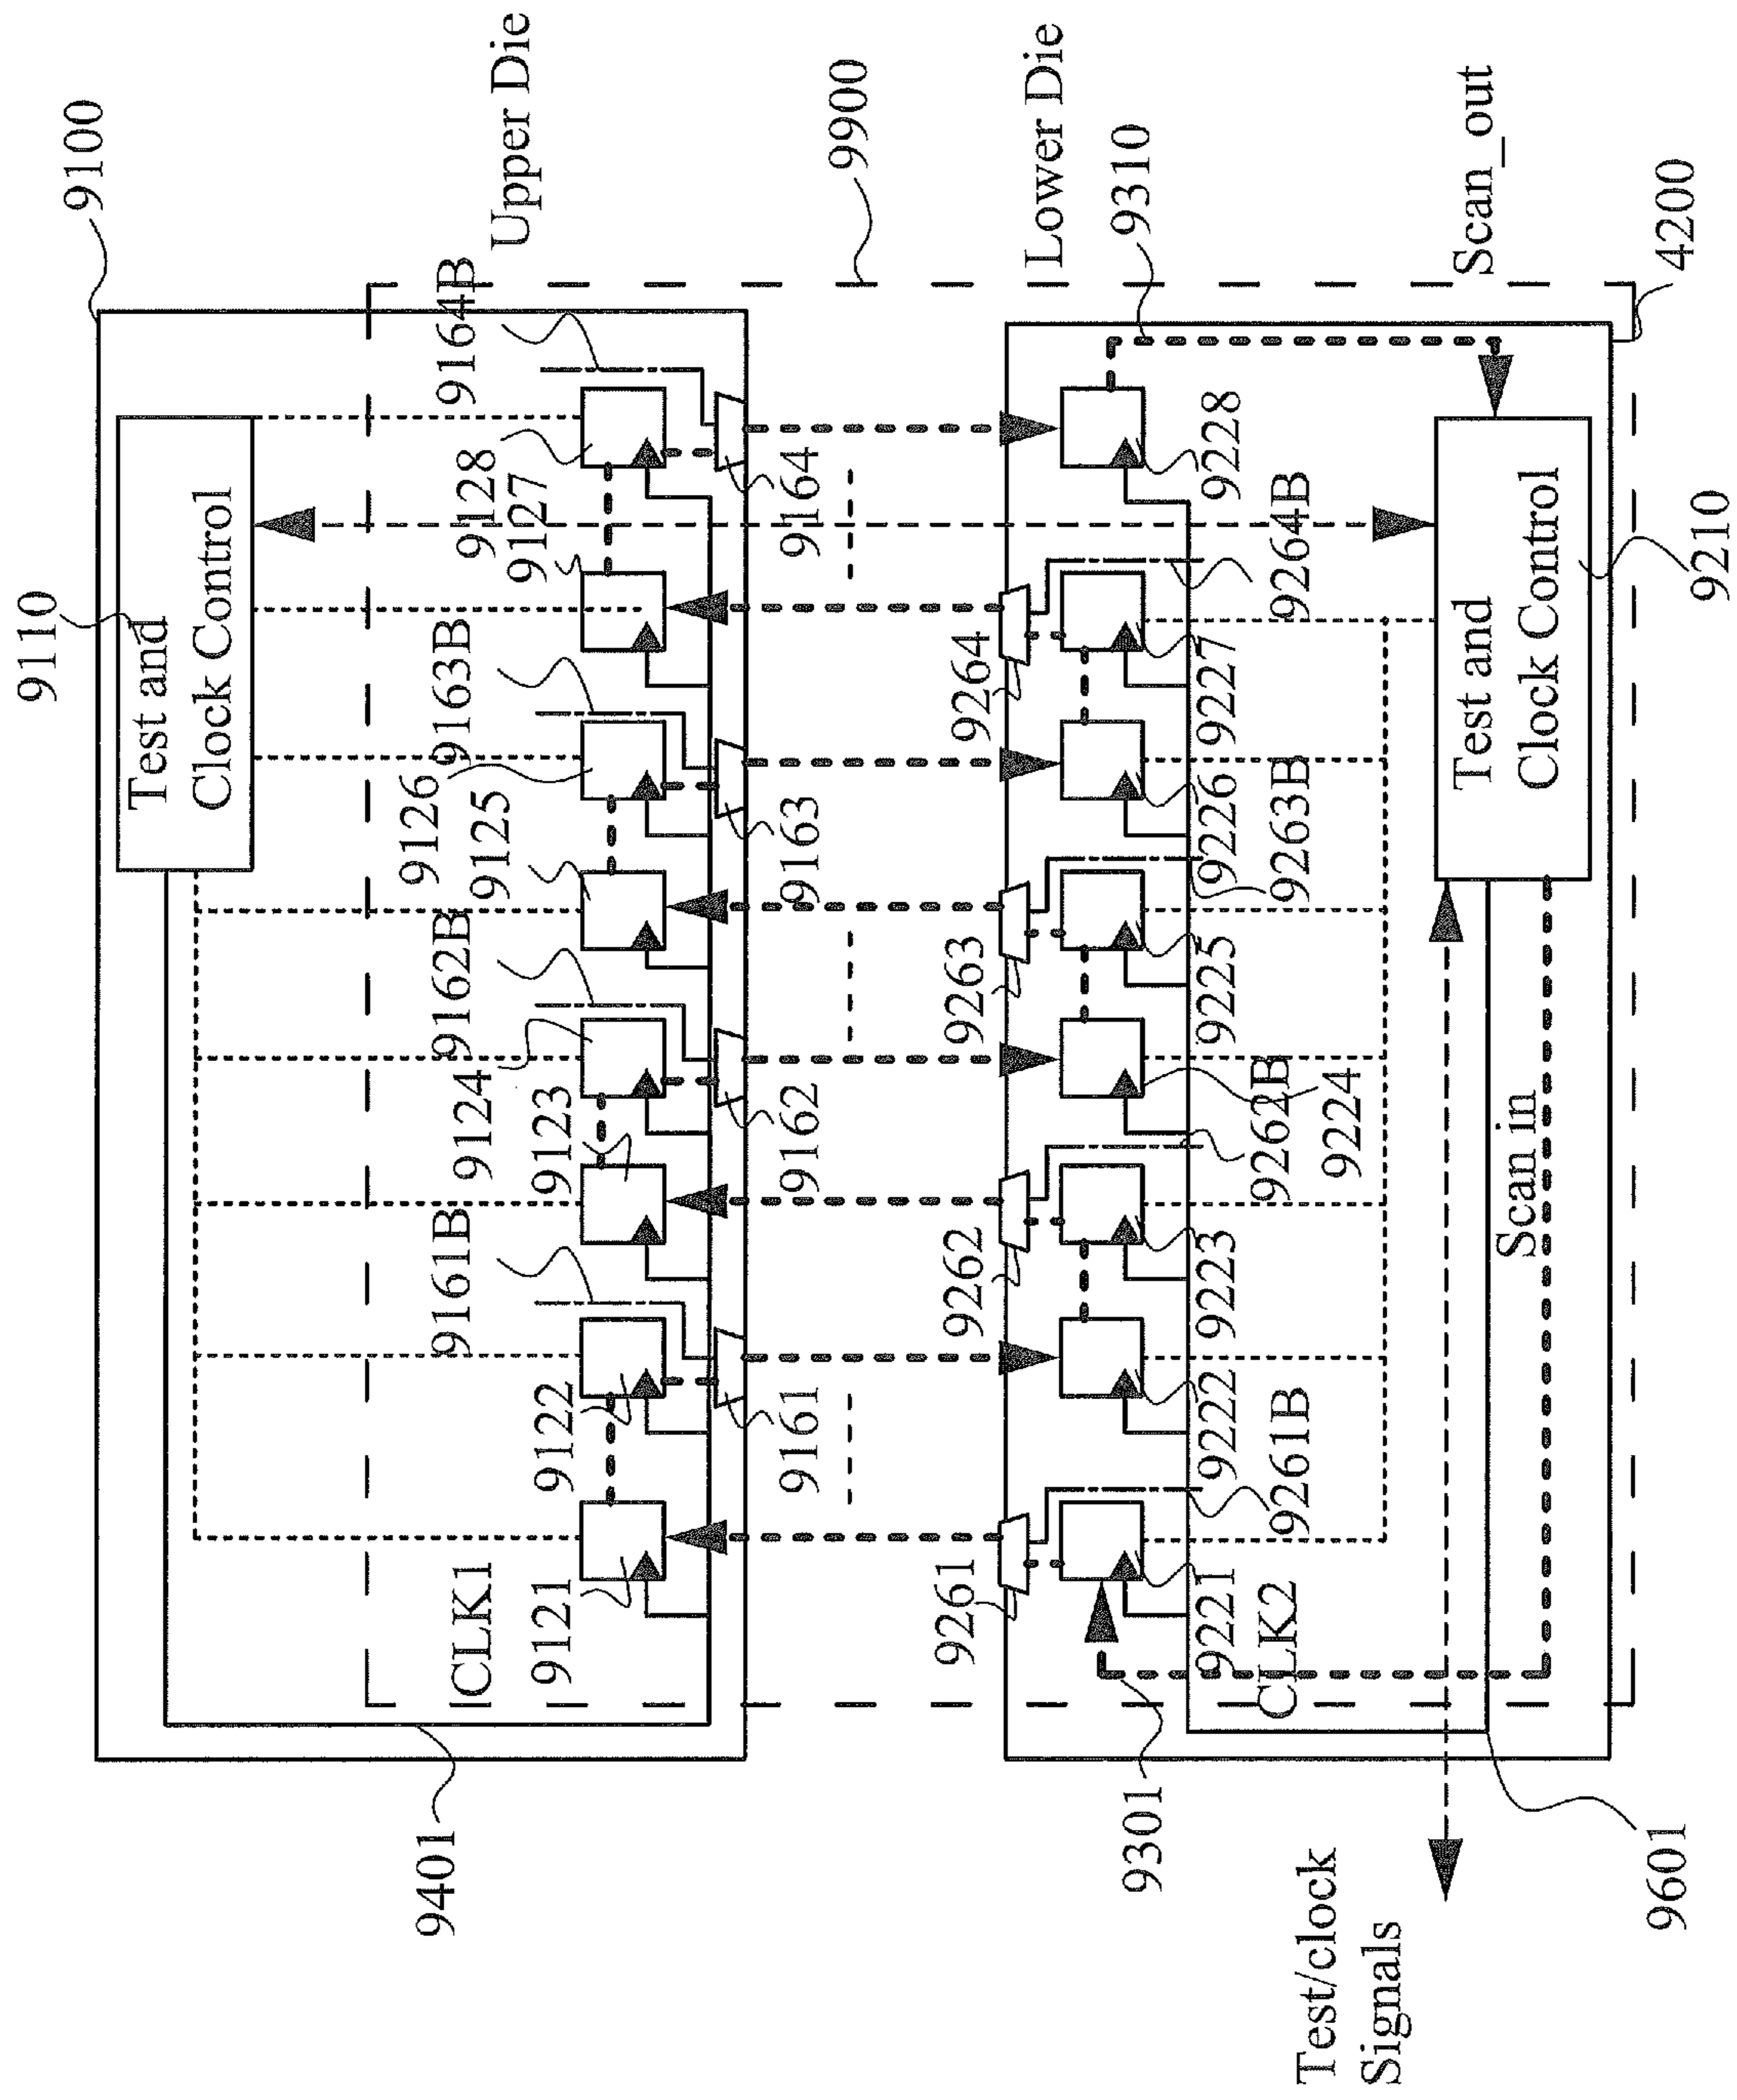 9100
Upper Die
9110
Test and
Clock Control
9164B
9128
9127
9163B
9126
9125
9162B
9124
9123
9161B
9122
CLK1
9121
9401
9164
9163
9162
9161
9900
Lower Die
9310
9264
9263
9262
9261
9228
9264B
9227
9226
9263B
9225
9224
9262B
9223
9222
9261B
9221
CLK2
9301
Scan_out
4200
Test and
Clock Control
9210
Scan in
Test/clock
Signals
9601